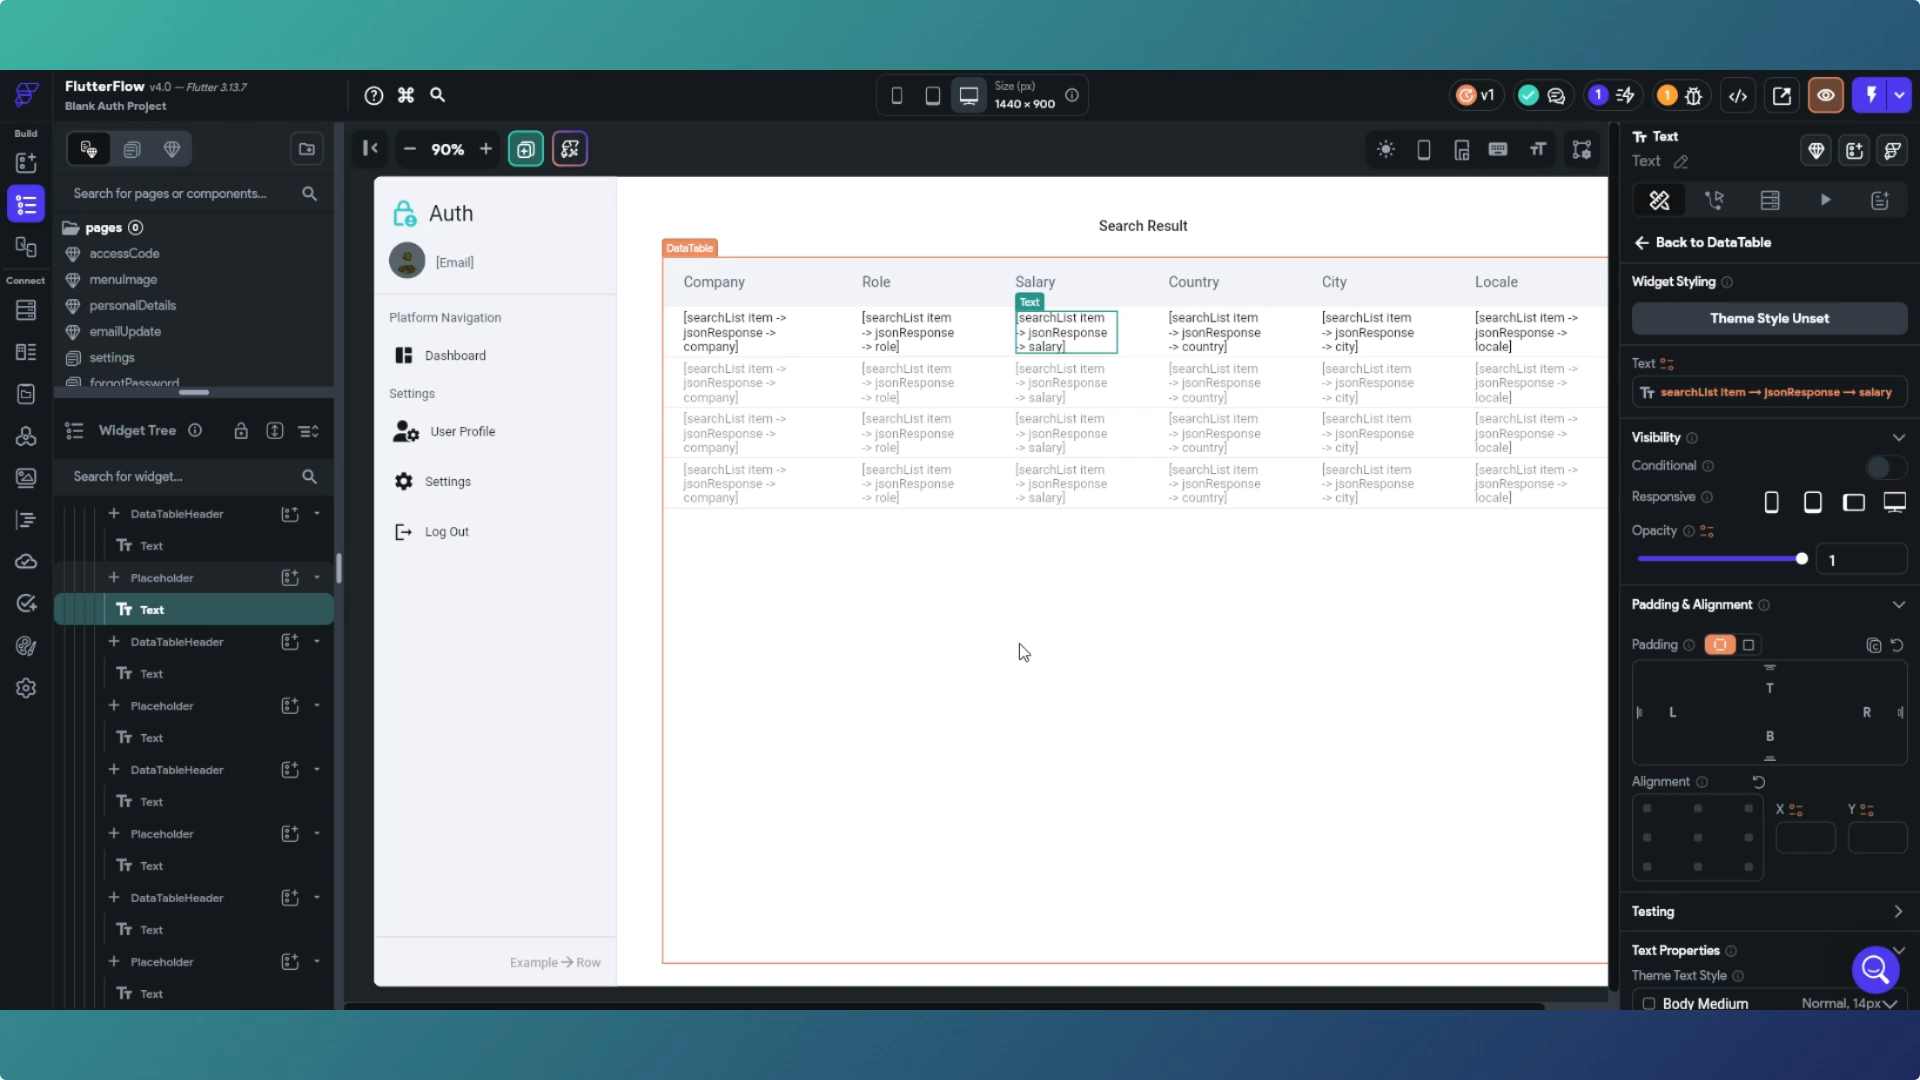 FlutterFlow v4.0 — Flutter 3.13.7
Blank Auth Project
Size (px)
1440 × 900
v1
1
1
Build
Connect
Search for pages or components...
pages 0
accessCode
menuImage
personalDetails
emailUpdate
settings
forgotPassword
Widget Tree
Search for widget...
DataTableHeader
Text
Placeholder
Text
DataTableHeader
Text
Placeholder
Text
DataTableHeader
Text
Placeholder
Text
DataTableHeader
Text
Placeholder
Text
90%
Auth
[Email]
Platform Navigation
Dashboard
Settings
User Profile
Settings
Log Out
Example → Row
Search Result
DataTable
Company Role Salary Country City Locale
Text
[searchList item ->
jsonResponse ->
company]
[searchList item
-> jsonResponse
-> role]
[searchList item
-> jsonResponse
-> salary]
[searchList item
-> jsonResponse
-> country]
[searchList item
-> jsonResponse
-> city]
[searchList item ->
jsonResponse ->
locale]
[searchList item ->
jsonResponse ->
company]
[searchList item
-> jsonResponse
-> role]
[searchList item
-> jsonResponse
-> salary]
[searchList item
-> jsonResponse
-> country]
[searchList item
-> jsonResponse
-> city]
[searchList item ->
jsonResponse ->
locale]
[searchList item ->
jsonResponse ->
company]
[searchList item
-> jsonResponse
-> role]
[searchList item
-> jsonResponse
-> salary]
[searchList item
-> jsonResponse
-> country]
[searchList item
-> jsonResponse
-> city]
[searchList item ->
jsonResponse ->
locale]
[searchList item ->
jsonResponse ->
company]
[searchList item
-> jsonResponse
-> role]
[searchList item
-> jsonResponse
-> salary]
[searchList item
-> jsonResponse
-> country]
[searchList item
-> jsonResponse
-> city]
[searchList item ->
jsonResponse ->
locale]
Text
Text
Back to DataTable
Widget Styling
Theme Style Unset
Text
searchList Item → jsonResponse → salary
Visibility
Conditional
Responsive
Opacity
1
Padding & Alignment
Padding
T
L R
B
Alignment
X Y
Testing
Text Properties
Theme Text Style
Body Medium Normal, 14px